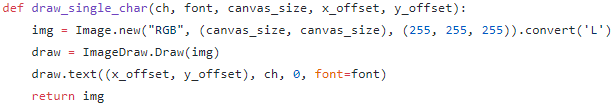 def draw_single_char(ch, font, canvas_size, x_offset, y_offset):
    img = Image.new("RGB", (canvas_size, canvas_size), (255, 255, 255)).convert('L')
    draw = ImageDraw.Draw(img)
    draw.text((x_offset, y_offset), ch, 0, font=font)
    return img